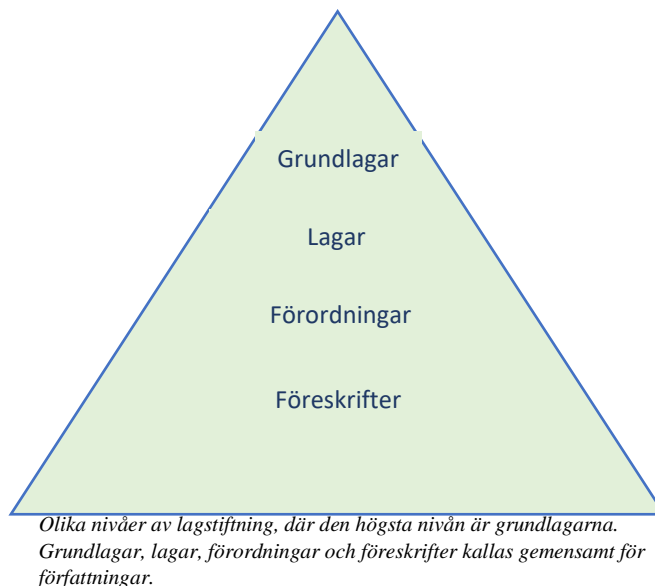 Grundlagar
Lagar
Förordningar
Föreskrifter
Olika nivåer av lagstiftning, där den högsta nivån är grundlagarna.
Grundlagar, lagar, förordningar och föreskrifter kallas gemensamt för
författningar.